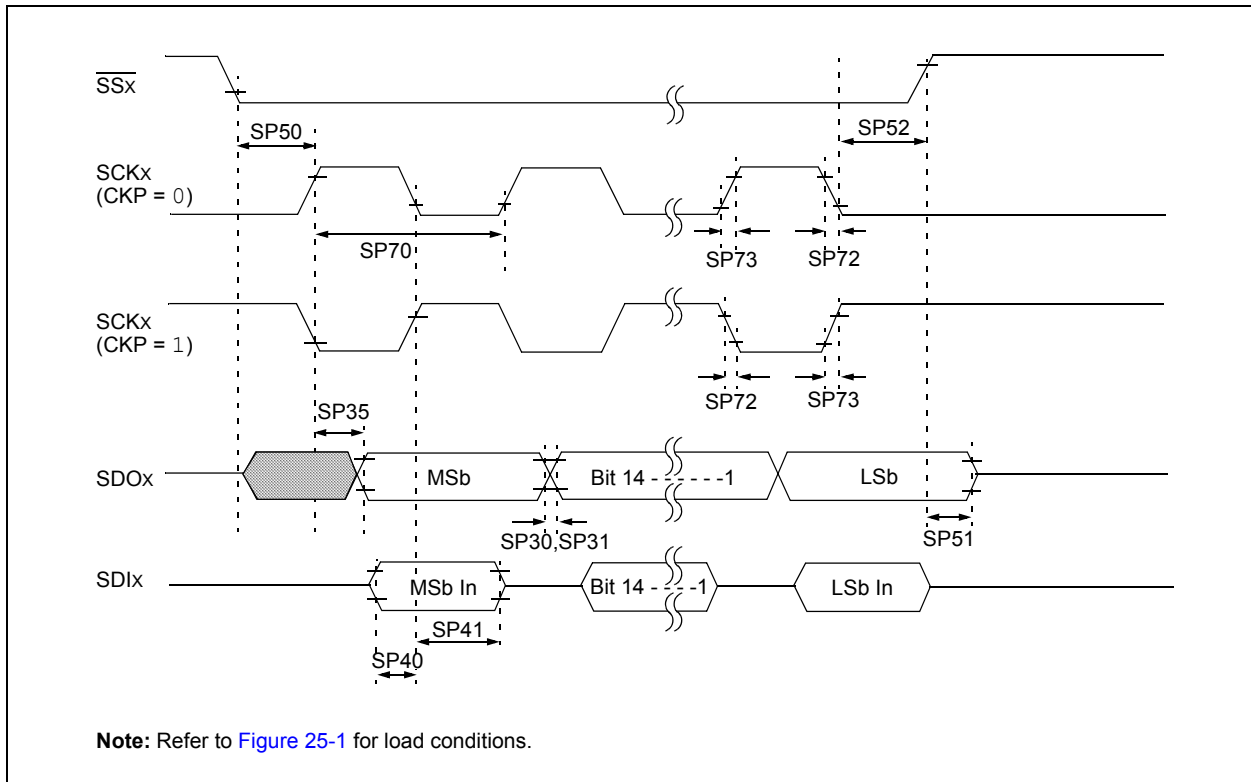 SSx
SP50
SP52
SCKx
(CKP = 0)
SP70
SP73
SP72
SCKx
(CKP = 1)
SP72
SP73
SP35
SDOx
MSb
Bit 14 - - - - - -1
LSb
SP30,SP31
SP51
SDIx
MSb In
Bit 14 - - - -1
LSb In
SP41
SP40
Note: Refer to Figure 25-1 for load conditions.